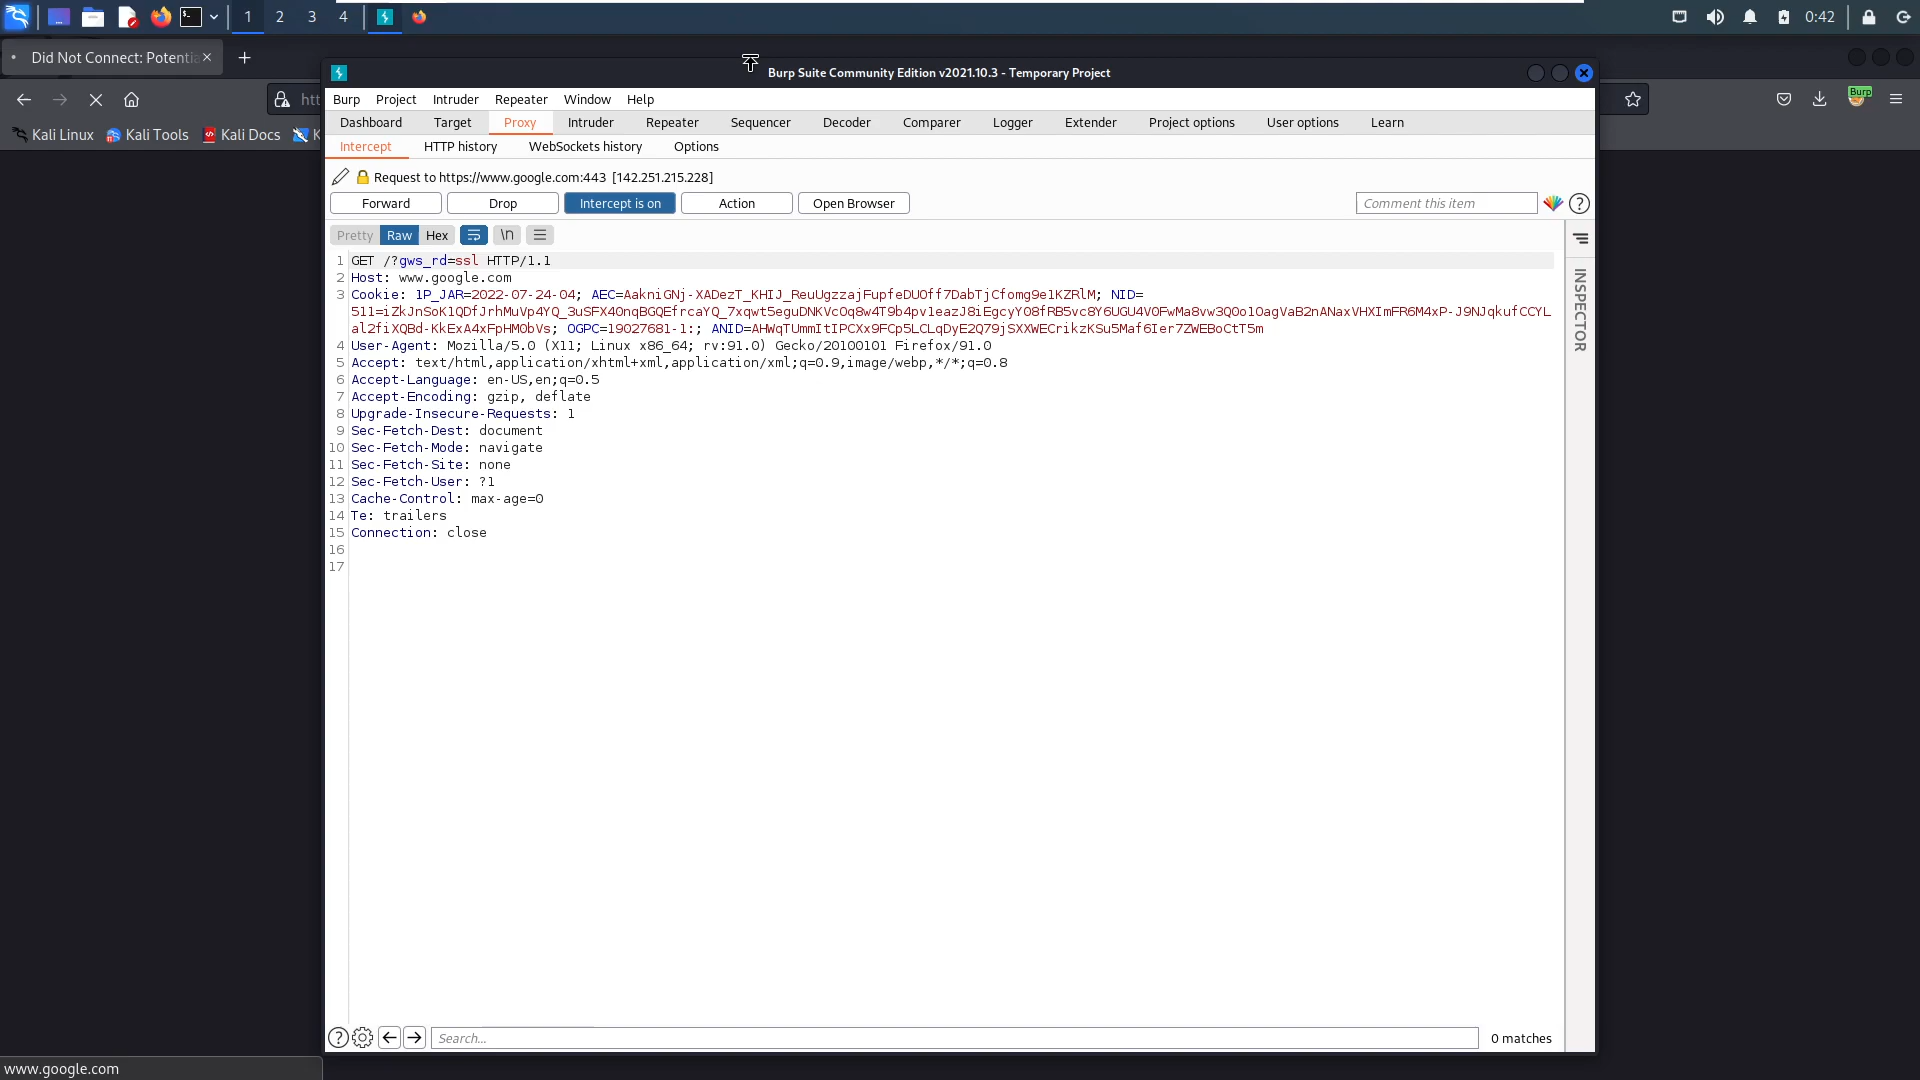 1 2 3 4 0:42
Did Not Connect: Potentia
Burp Suite Community Edition v2021.10.3 - Temporary Project
htt
Burp
Burp Project Intruder Repeater Window Help
Dashboard Target Proxy Intruder Repeater Sequencer Decoder Comparer Logger Extender Project options User options Learn
Kali Linux Kali Tools Kali Docs K
Intercept HTTP history WebSockets history Options
Request to https://www.google.com:443 [142.251.215.228]
Forward Drop Intercept is on Action Open Browser Comment this item
Pretty Raw Hex \n
INSPECTOR
1 GET /?gws_rd=ssl HTTP/1.1
2 Host: www.google.com
3 Cookie: 1P_JAR=2022-07-24-04; AEC=AakniGNj-XADezT_KHIJ_ReuUgzzajFupfeDUOff7DabTjCfomg9e1KZRlM; NID=
511=iZkJnSoK1QDfJrhMuVp4YQ_3uSFX40nqBGQEfrcaYQ_7xqwt5eguDNKVcOq8w4T9b4pv1eazJ8iEgcyY08fRB5vc8Y6UGU4V0FwMa8vw3Q0o1OagVaB2nANaxVHXImFR6M4xP-J9NJqkufCCYL
al2fiXQBd-KkExA4xFpHMObVs; OGPC=19027681-1:; ANID=AHWqTUmmItIPCXx9FCp5LCLqDyE2Q79jSXXWECrikzKSu5Maf6Ier7ZWEBoCtT5m
4 User-Agent: Mozilla/5.0 (X11; Linux x86_64; rv:91.0) Gecko/20100101 Firefox/91.0
5 Accept: text/html,application/xhtml+xml,application/xml;q=0.9,image/webp,*/*;q=0.8
6 Accept-Language: en-US,en;q=0.5
7 Accept-Encoding: gzip, deflate
8 Upgrade-Insecure-Requests: 1
9 Sec-Fetch-Dest: document
10 Sec-Fetch-Mode: navigate
11 Sec-Fetch-Site: none
12 Sec-Fetch-User: ?1
13 Cache-Control: max-age=0
14 Te: trailers
15 Connection: close
16
17
Search... 0 matches
www.google.com